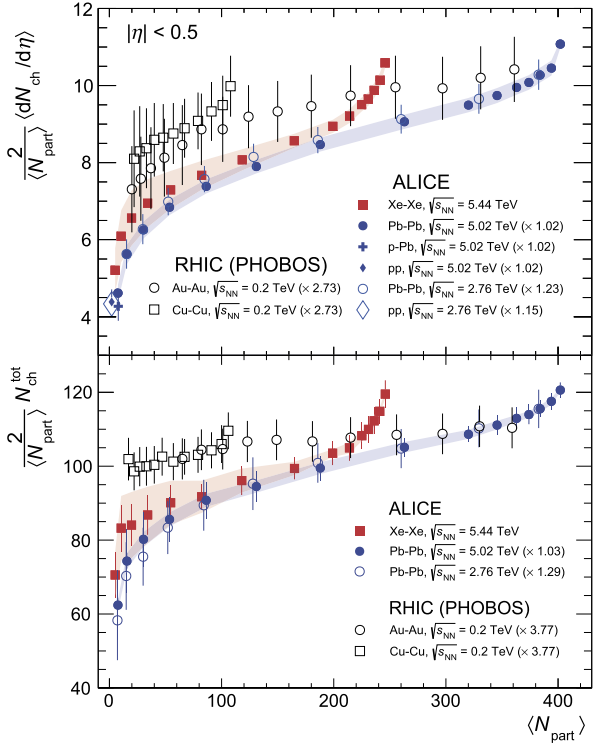 |η| < 0.5
2/⟨N_part⟩ ⟨dN_ch/dη⟩
12
10
8
6
4
ALICE
Xe-Xe, √s_NN = 5.44 TeV
Pb-Pb, √s_NN = 5.02 TeV (× 1.02)
p-Pb, √s_NN = 5.02 TeV (× 1.02)
pp, √s_NN = 5.02 TeV (× 1.02)
Pb-Pb, √s_NN = 2.76 TeV (× 1.23)
pp, √s_NN = 2.76 TeV (× 1.15)
RHIC (PHOBOS)
Au-Au, √s_NN = 0.2 TeV (× 2.73)
Cu-Cu, √s_NN = 0.2 TeV (× 2.73)
2/⟨N_part⟩ N_ch^tot
120
100
80
60
40
ALICE
Xe-Xe, √s_NN = 5.44 TeV
Pb-Pb, √s_NN = 5.02 TeV (× 1.03)
Pb-Pb, √s_NN = 2.76 TeV (× 1.29)
RHIC (PHOBOS)
Au-Au, √s_NN = 0.2 TeV (× 3.77)
Cu-Cu, √s_NN = 0.2 TeV (× 3.77)
0 100 200 300 400
⟨N_part⟩